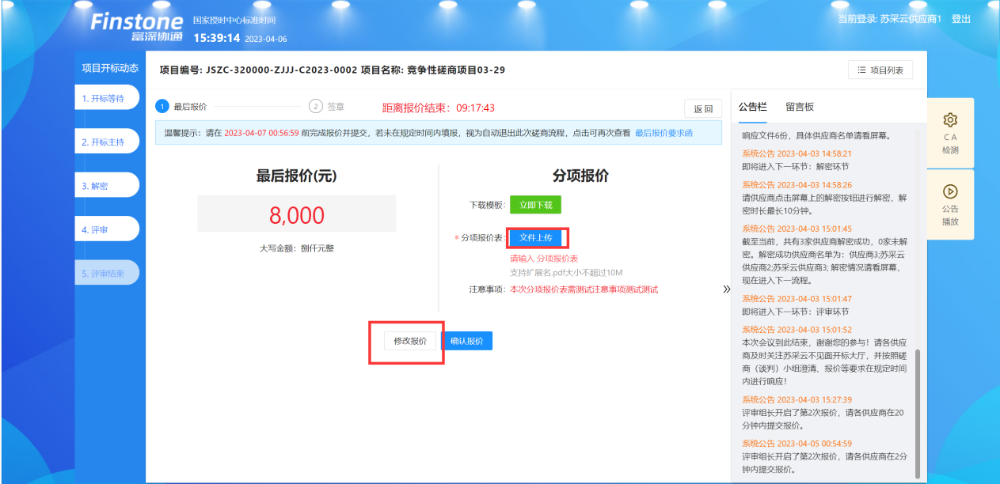 Finstone
富深协通
国家授时中心标准时间
15:39:14 2023-04-06
当前登录: 苏采云供应商1 登出
项目开标动态
1. 开标等待
2. 开标主持
3. 解密
4. 评审
5. 评审结束
项目编号: JSZC-320000-ZJJJ-C2023-0002 项目名称: 竞争性磋商项目03-29
项目列表
1 最后报价
2 签章
距离报价结束：09:17:43
返 回
温馨提示：请在 2023-04-07 00:56:59 前完成报价并提交，若未在规定时间内填报，视为自动退出此次磋商流程，点击可再次查看 最后报价要求函
最后报价(元)
8,000
大写金额：捌仟元整
分项报价
下载模板: 立即下载
* 分项报价表: 文件上传
请输入 分项报价表
支持扩展名.pdf大小不超过10M
注意事项: 本次分项报价表需测试注意事项测试测试
修改报价 确认报价
公告栏 留言板
响应文件6份，具体供应商名单请看屏幕。
系统公告 2023-04-03 14:58:21
即将进入下一环节：解密环节
系统公告 2023-04-03 14:58:26
请供应商点击屏幕上的解密按钮进行解密，解
密时长最长10分钟。
系统公告 2023-04-03 15:01:45
截至当前，共有3家供应商解密成功，0家未解
密。解密成功供应商名单为：供应商3;苏采云
供应商2;苏采云供应商3; 解密情况请看屏幕，
现在进入下一流程。
系统公告 2023-04-03 15:01:47
即将进入下一环节：评审环节
系统公告 2023-04-03 15:01:52
本次会议到此结束，谢谢您的参与！请各供应
商及时关注苏采云不见面开标大厅，并按照磋
商（谈判）小组澄清、报价等要求在规定时间
内进行响应！
系统公告 2023-04-03 15:27:39
评审组长开启了第2次报价，请各供应商在20
分钟内提交报价。
系统公告 2023-04-05 00:54:59
评审组长开启了第2次报价，请各供应商在2分
钟内提交报价。
C A
检测
公告
播放